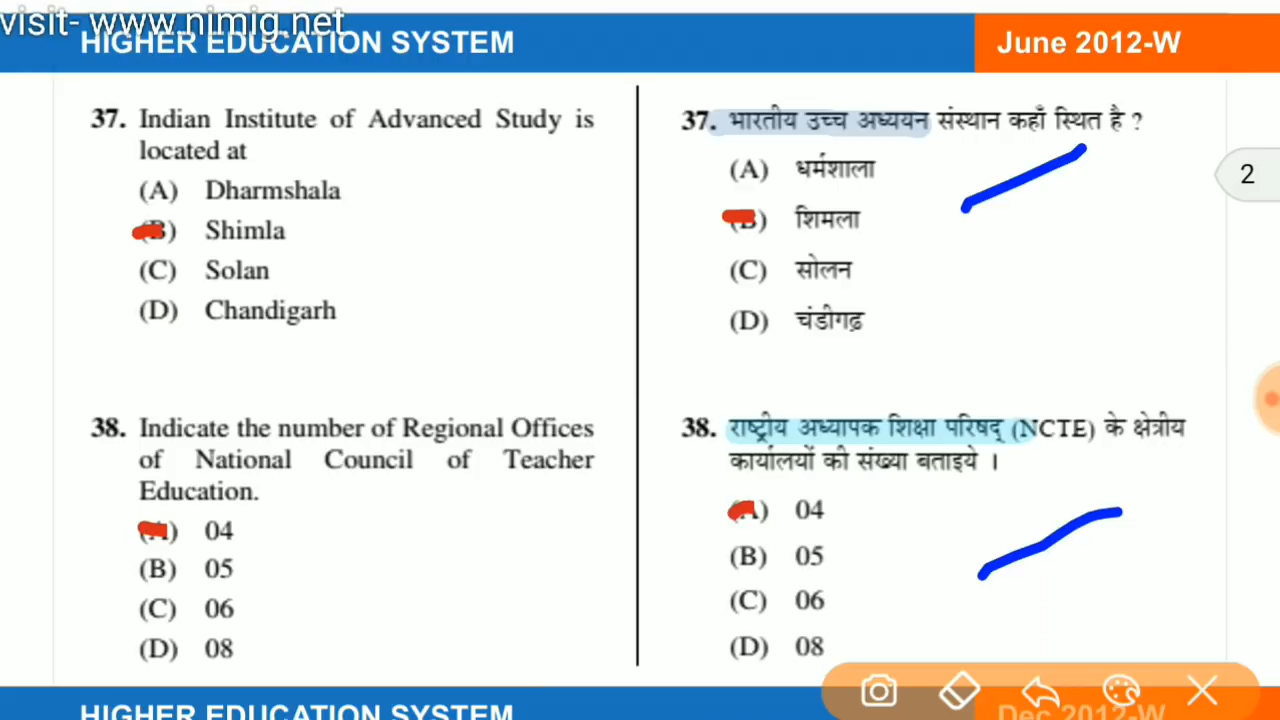 visit- www.nimig.net
HIGHER EDUCATION SYSTEM
June 2012-W
37. Indian Institute of Advanced Study is
located at
(A) Dharmshala
(B) Shimla
(C) Solan
(D) Chandigarh
38. Indicate the number of Regional Offices
of National Council of Teacher
Education.
(A) 04
(B) 05
(C) 06
(D) 08
37. भारतीय उच्च अध्ययन संस्थान कहाँ स्थित है ?
(A) धर्मशाला
(B) शिमला
(C) सोलन
(D) चंडीगढ़
38. राष्ट्रीय अध्यापक शिक्षा परिषद् (NCTE) के क्षेत्रीय
कार्यालयों की संख्या बताइये ।
(A) 04
(B) 05
(C) 06
(D) 08
2
HIGHER EDUCATION SYSTEM
Dec 2012-W